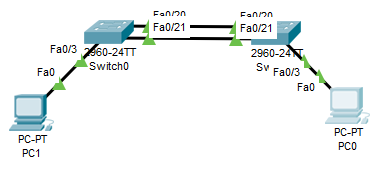 Fa0/20 Fa0/20
Fa0/21 Fa0/21
Fa0/3 2960-24TT 2960-24TT
Switch0 Sw
Fa0/3
Fa0 Fa0
PC-PT PC-PT
PC1 PC0